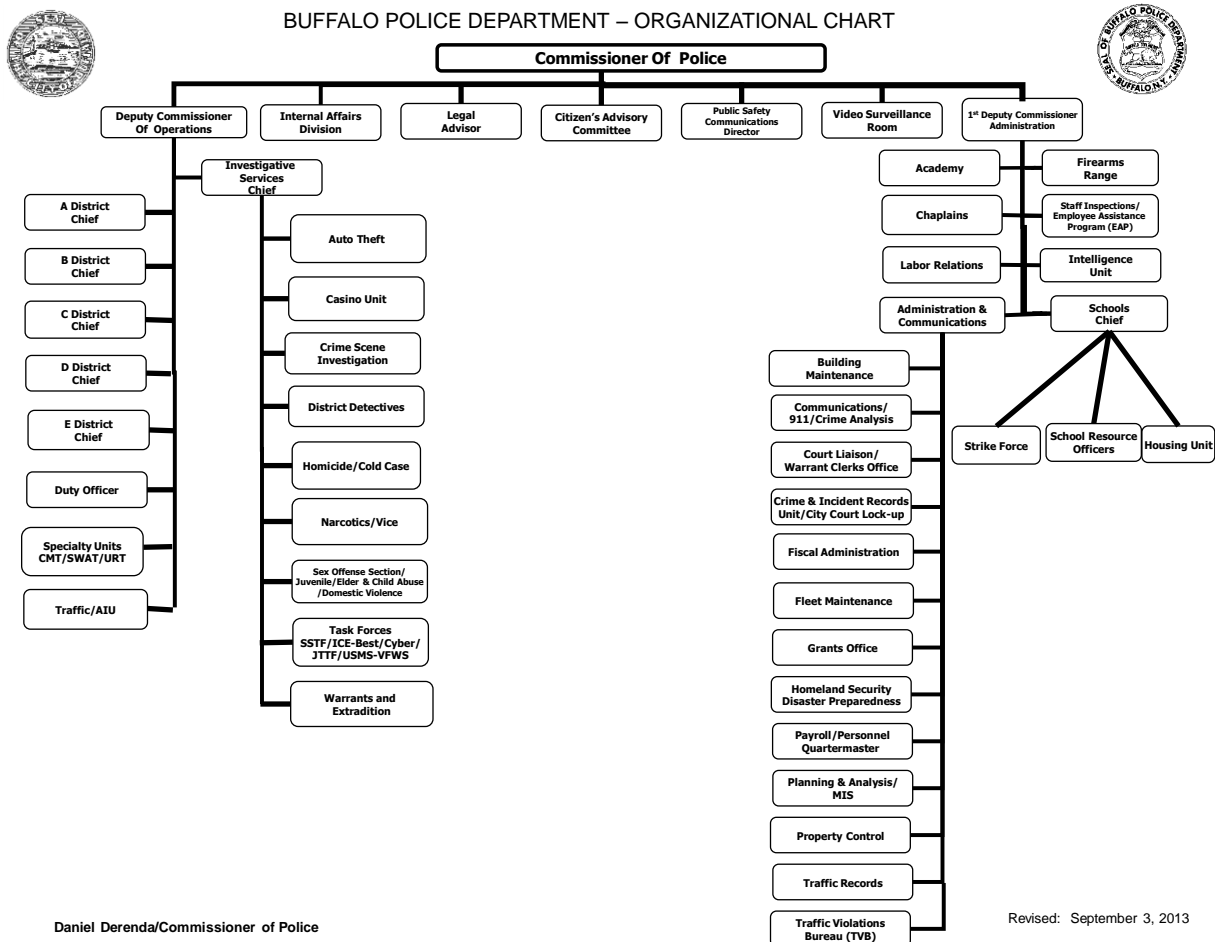 BUFFALO POLICE DEPARTMENT – ORGANIZATIONAL CHART
SEAL OF BUFFALO POLICE DEPARTMENT
BUFFALO, N.Y.
Commissioner Of Police
Deputy Commissioner
Of Operations
Internal Affairs
Division
Legal
Advisor
Citizen's Advisory
Committee
Public Safety
Communications
Director
Video Surveillance
Room
1st Deputy Commissioner
Administration
Investigative
Services
Chief
A District
Chief
B District
Chief
C District
Chief
D District
Chief
E District
Chief
Duty Officer
Specialty Units
CMT/SWAT/URT
Traffic/AIU
Auto Theft
Casino Unit
Crime Scene
Investigation
District Detectives
Homicide/Cold Case
Narcotics/Vice
Sex Offense Section/
Juvenile/Elder & Child Abuse
/Domestic Violence
Task Forces
SSTF/ICE-Best/Cyber/
JTTF/USMS-VFWS
Warrants and
Extradition
Academy
Firearms
Range
Chaplains
Staff Inspections/
Employee Assistance
Program (EAP)
Labor Relations
Intelligence
Unit
Administration &
Communications
Schools
Chief
Building
Maintenance
Communications/
911/Crime Analysis
Court Liaison/
Warrant Clerks Office
Crime & Incident Records
Unit/City Court Lock-up
Fiscal Administration
Fleet Maintenance
Grants Office
Homeland Security
Disaster Preparedness
Payroll/Personnel
Quartermaster
Planning & Analysis/
MIS
Property Control
Traffic Records
Traffic Violations
Bureau (TVB)
Strike Force
School Resource
Officers
Housing Unit
Daniel Derenda/Commissioner of Police
Revised: September 3, 2013